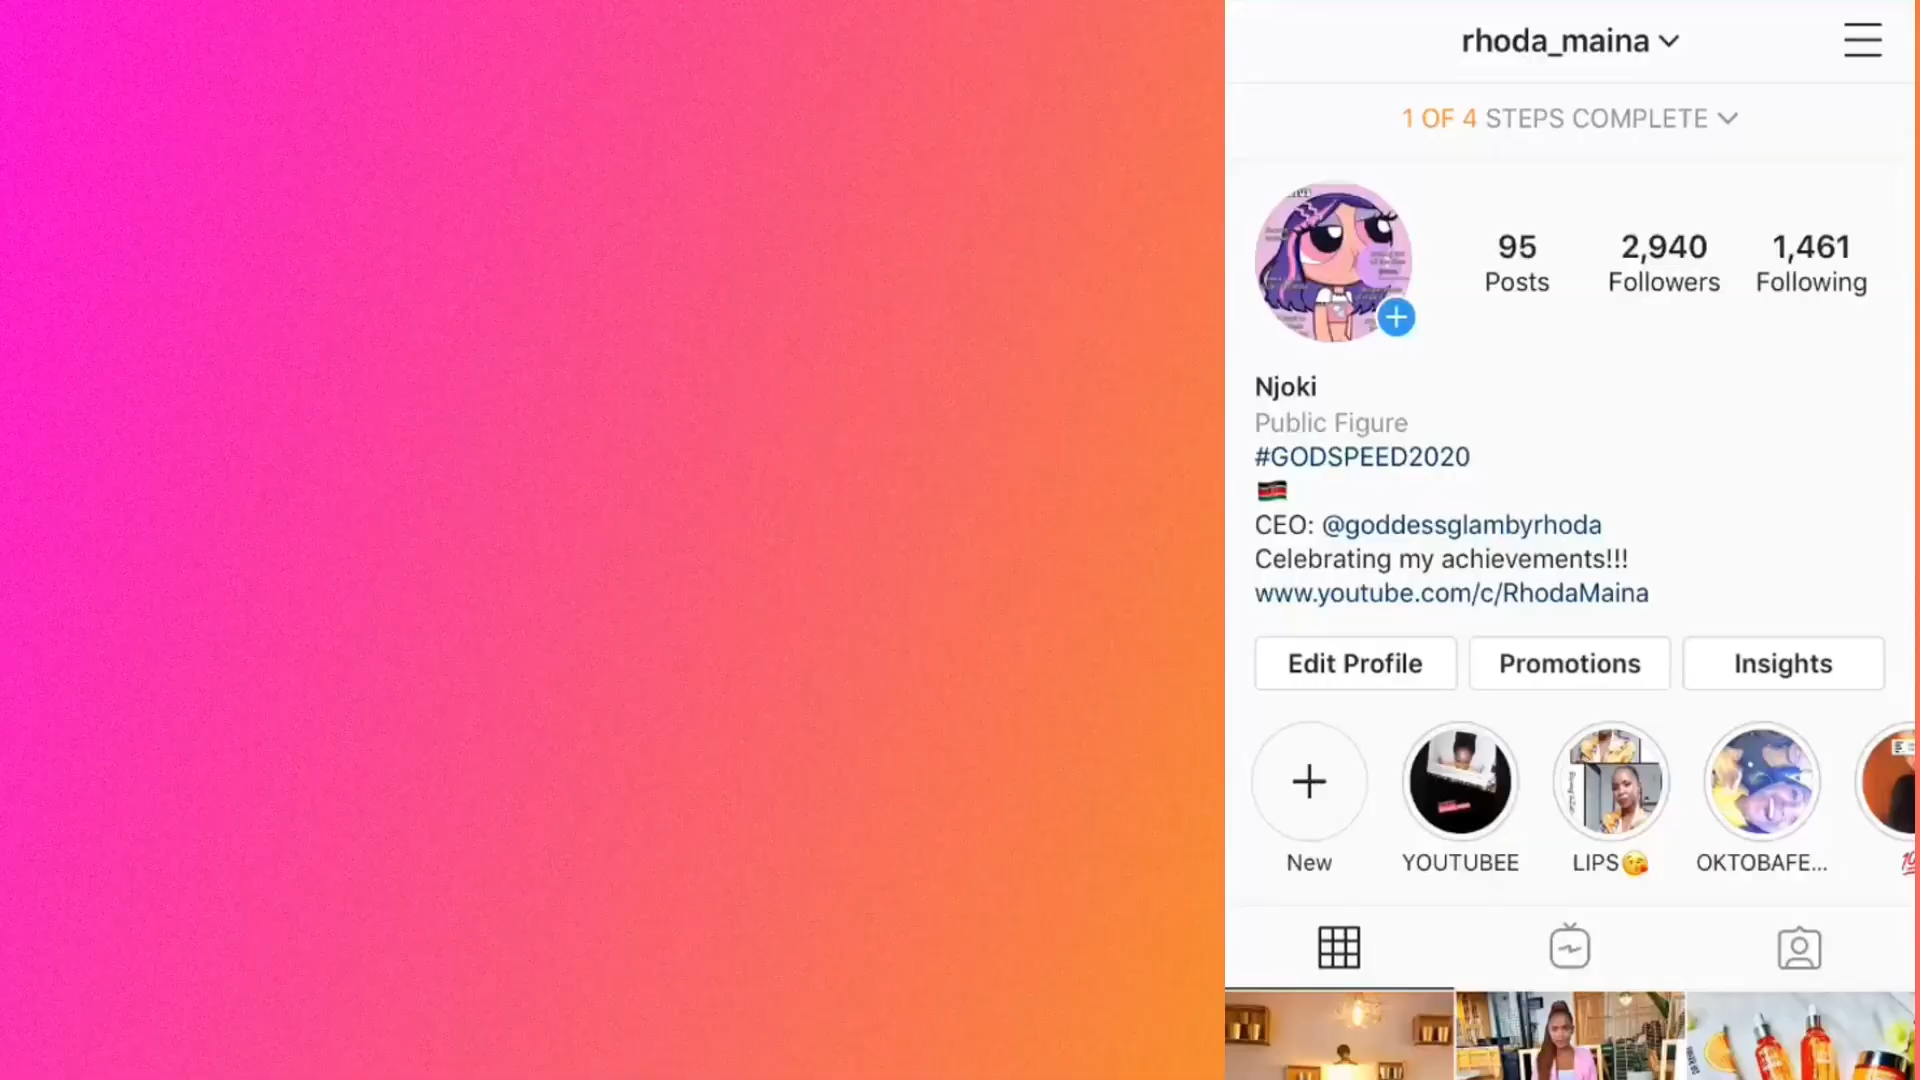 rhoda_maina
1 OF 4 STEPS COMPLETE
95
Posts
2,940
Followers
1,461
Following
Njoki
Public Figure
#GODSPEED2020
🇰🇪
CEO: @goddessglambyrhoda
Celebrating my achievements!!!
www.youtube.com/c/RhodaMaina
Edit Profile
Promotions
Insights
New
YOUTUBEE
LIPS😘
OKTOBAFE...